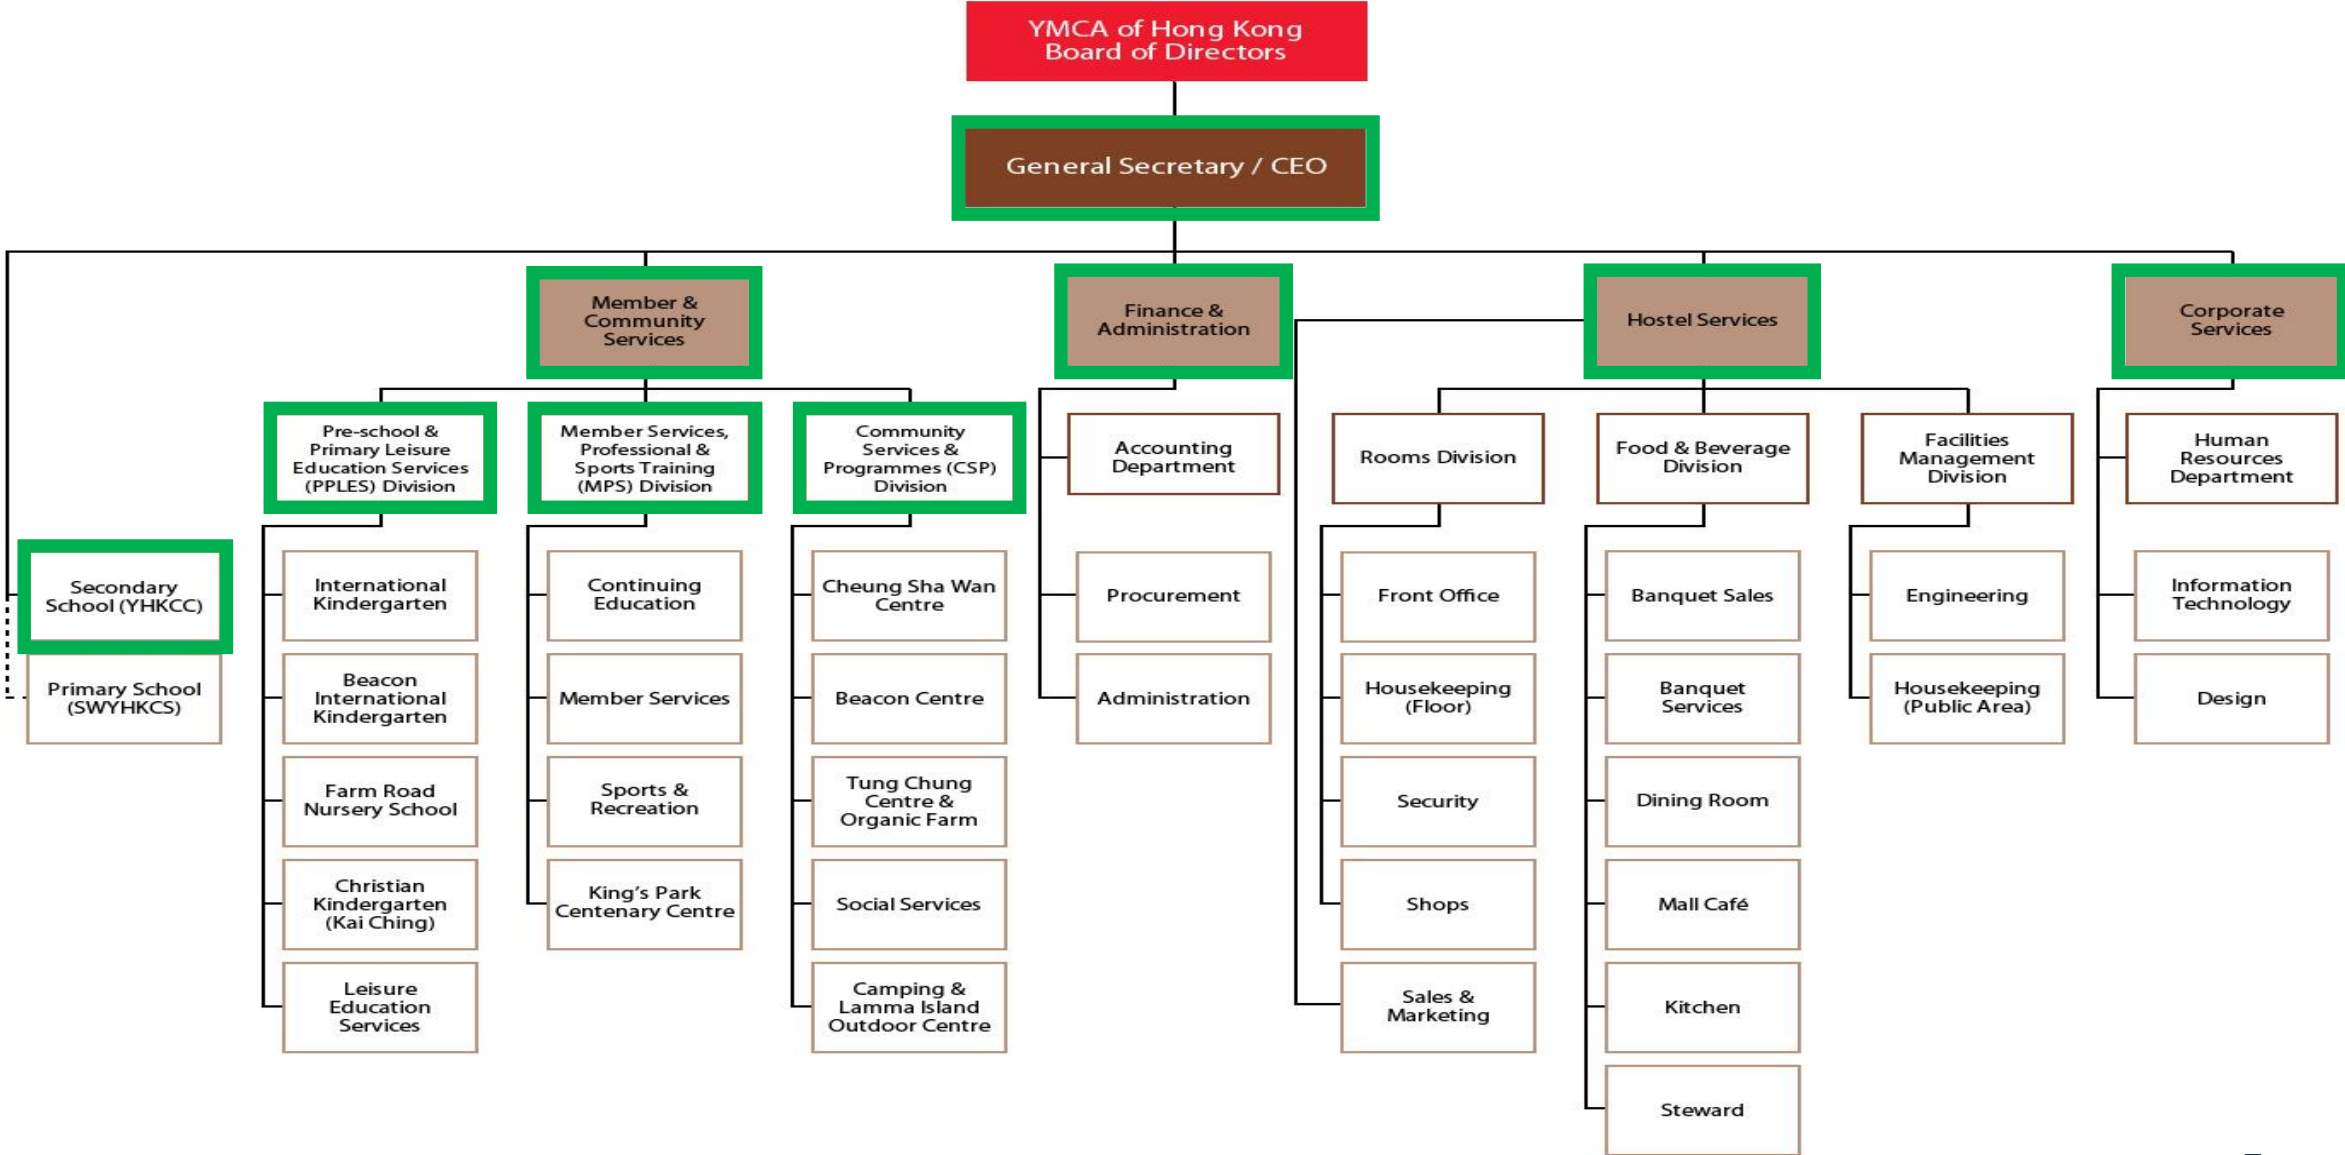 YMCA of Hong Kong
Board of Directors
General Secretary / CEO
Member &
Community
Services
Finance &
Administration
Hostel Services
Corporate
Services
Pre-school &
Primary Leisure
Education Services
(PPLES) Division
Member Services,
Professional &
Sports Training
(MPS) Division
Community
Services &
Programmes (CSP)
Division
Accounting
Department
Rooms Division
Food & Beverage
Division
Facilities
Management
Division
Human
Resources
Department
Secondary
School (YHKCC)
International
Kindergarten
Continuing
Education
Cheung Sha Wan
Centre
Procurement
Front Office
Banquet Sales
Engineering
Information
Technology
Primary School
(SWYHKCS)
Beacon
International
Kindergarten
Member Services
Beacon Centre
Administration
Housekeeping
(Floor)
Banquet
Services
Housekeeping
(Public Area)
Design
Farm Road
Nursery School
Sports &
Recreation
Tung Chung
Centre &
Organic Farm
Security
Dining Room
Christian
Kindergarten
(Kai Ching)
King’s Park
Centenary Centre
Social Services
Shops
Mall Café
Leisure
Education
Services
Camping &
Lamma Island
Outdoor Centre
Sales &
Marketing
Kitchen
Steward